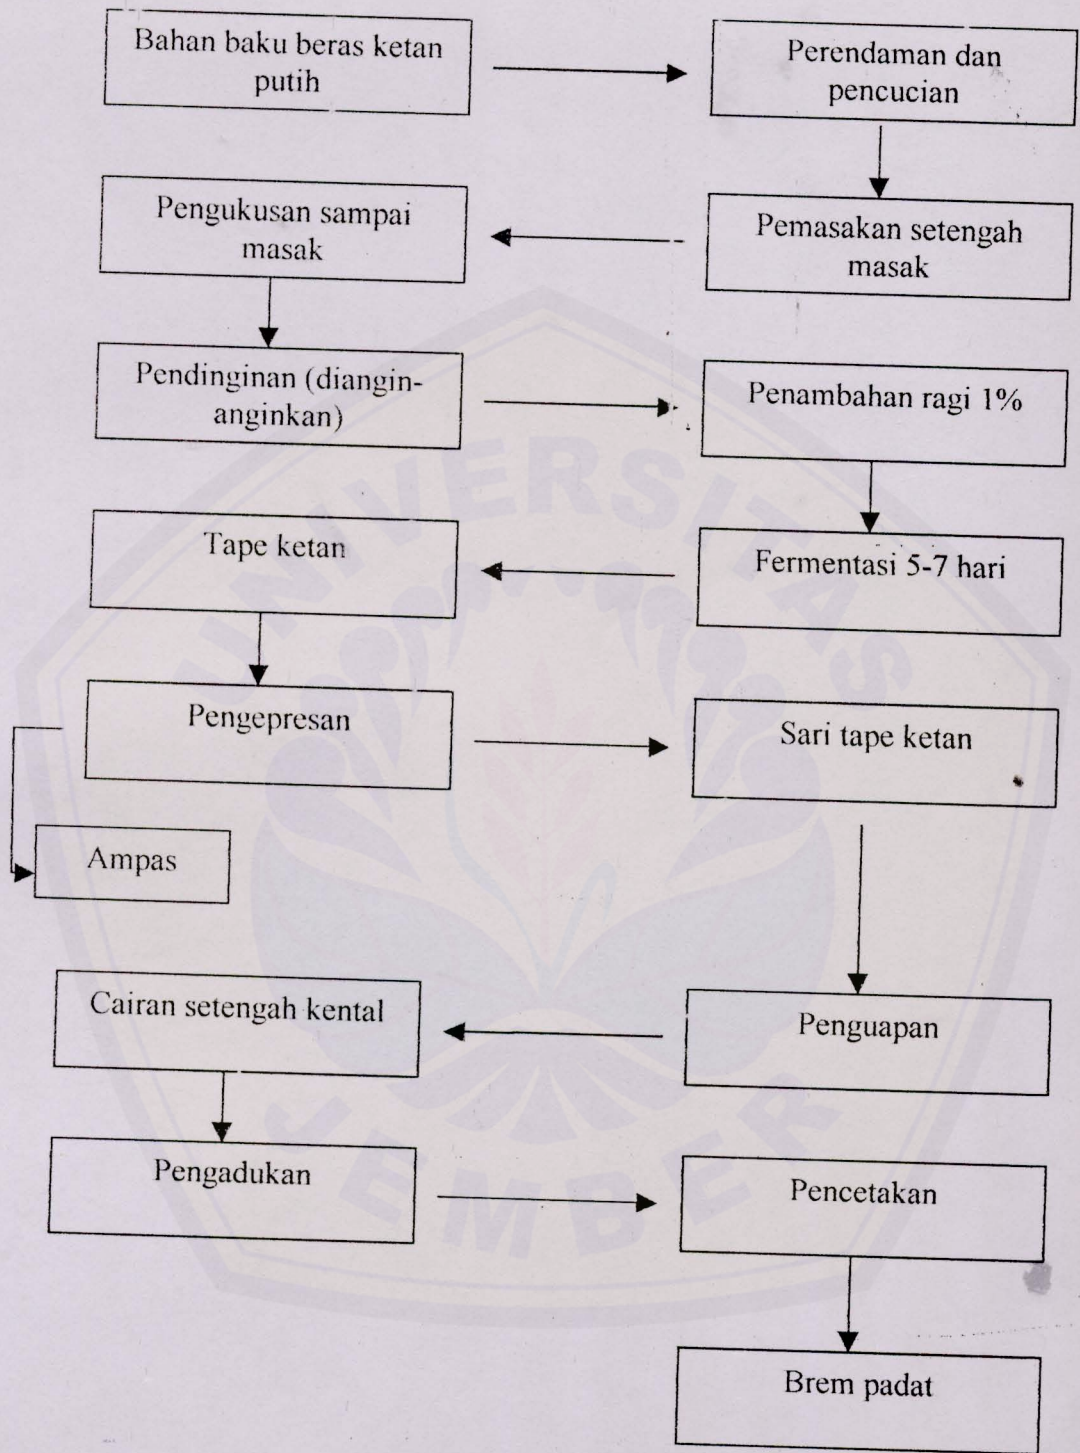 Bahan baku beras ketan
putih
Perendaman dan
pencucian
Pemasakan setengah
masak
Pengukusan sampai
masak
Pendinginan (diangin-
anginkan)
Penambahan ragi 1%
Fermentasi 5-7 hari
Tape ketan
Pengepresan
Ampas
Sari tape ketan
Penguapan
Cairan setengah kental
Pengadukan
Pencetakan
Brem padat
UNIVERSITAS
JEMBER